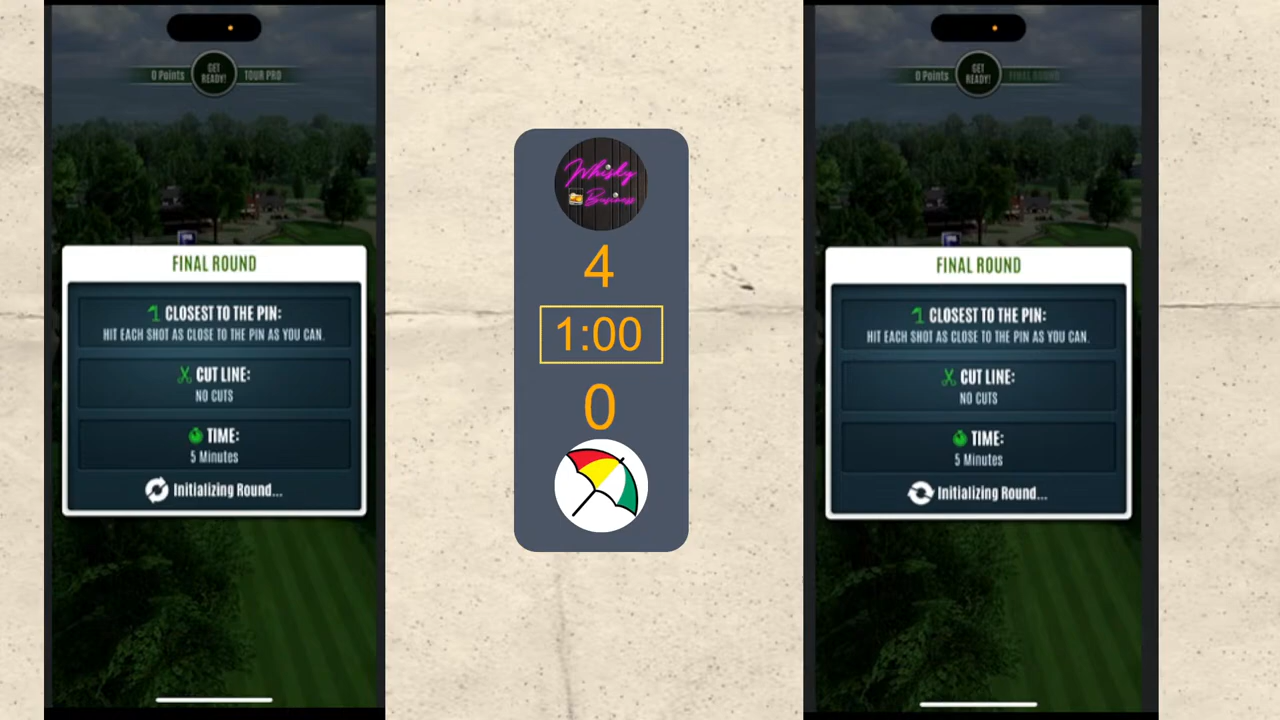 0 Points
GET READY!
TOUR PRO
FINAL ROUND
CLOSEST TO THE PIN:
HIT EACH SHOT AS CLOSE TO THE PIN AS YOU CAN.
CUT LINE:
NO CUTS
TIME:
5 Minutes
Initializing Round...
Whisky
Business
4
1:00
0
0 Points
GET READY!
FINAL ROUND
FINAL ROUND
CLOSEST TO THE PIN:
HIT EACH SHOT AS CLOSE TO THE PIN AS YOU CAN.
CUT LINE:
NO CUTS
TIME:
5 Minutes
Initializing Round...